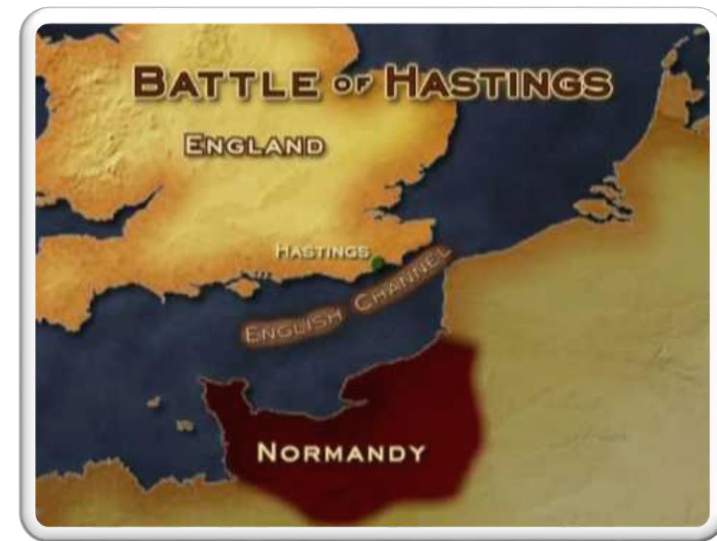 BATTLE OF HASTINGS
ENGLAND
HASTINGS
ENGLISH CHANNEL
NORMANDY